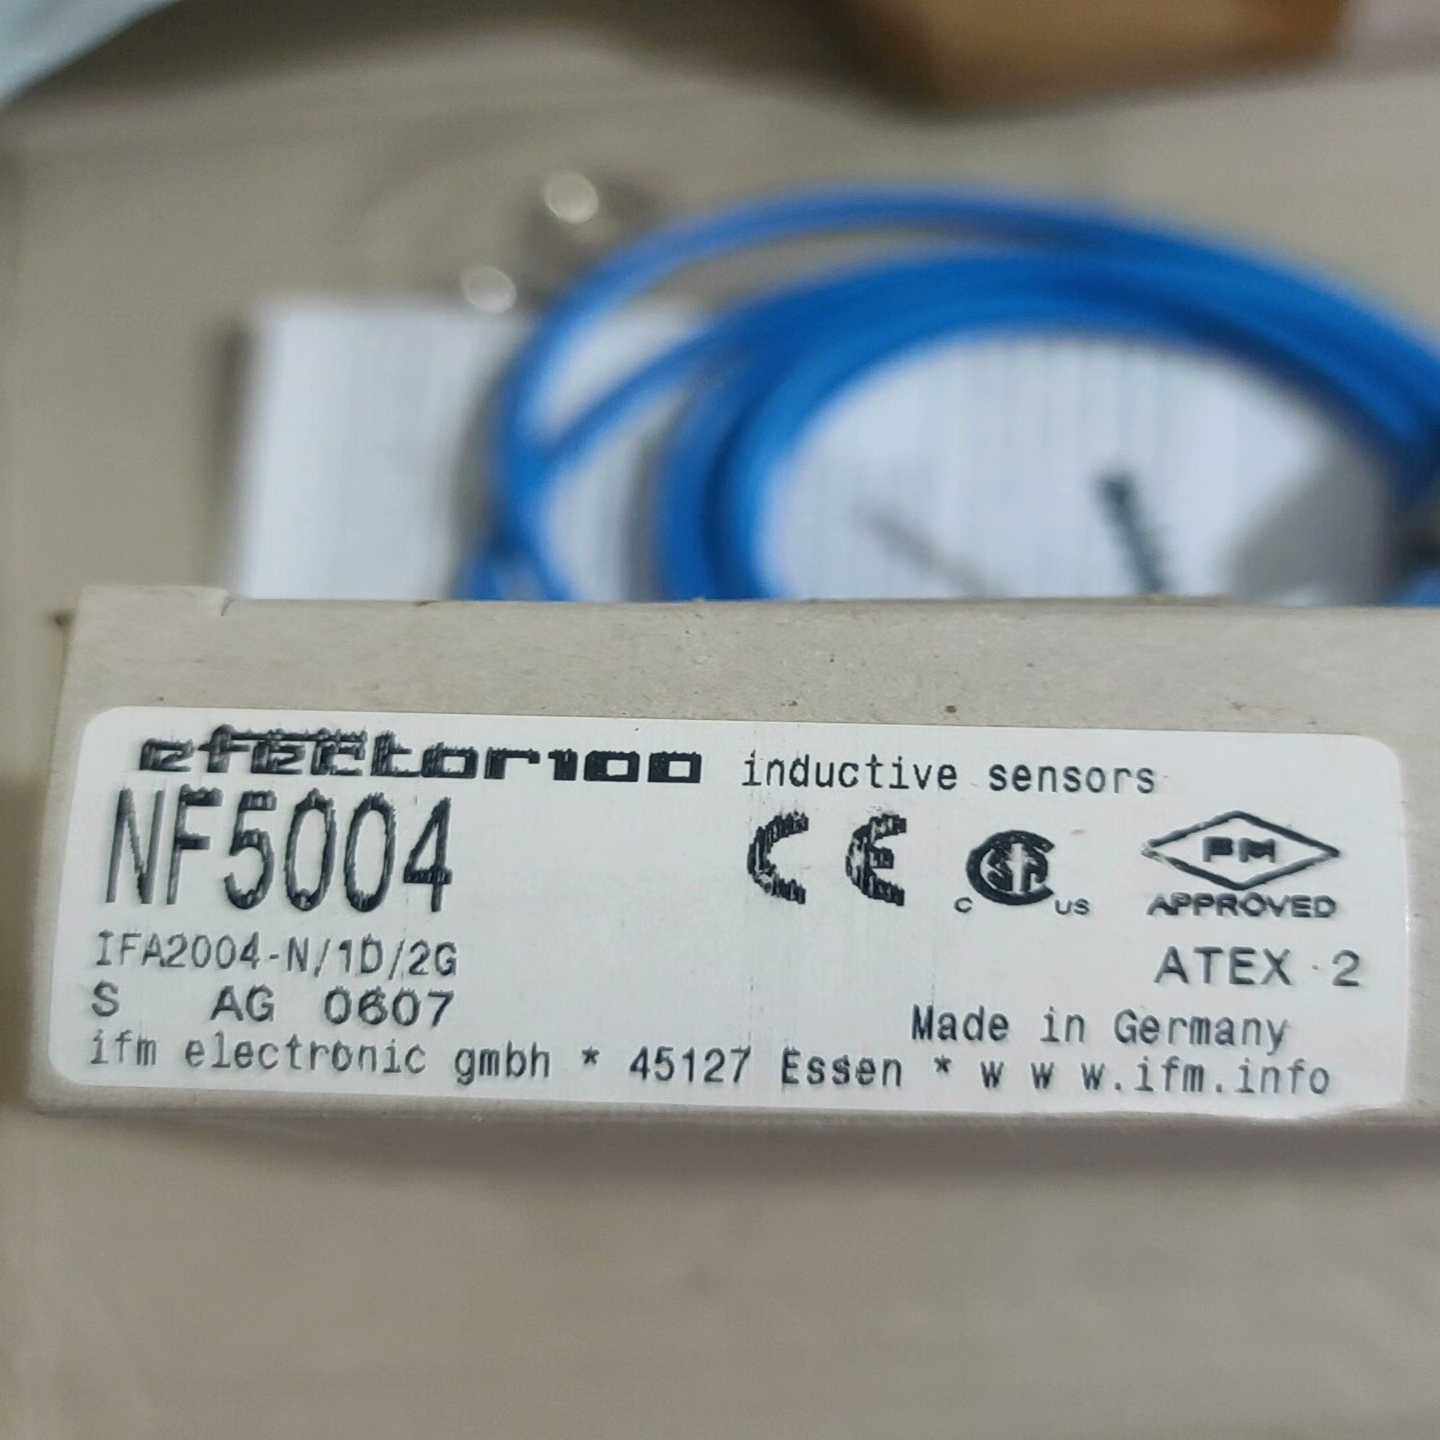 efector100 inductive sensors
NF5004
CE C SA US FM
APPROVED
IFA2004-N/1D/2G
ATEX 2
S AG 0607
Made in Germany
ifm electronic gmbh * 45127 Essen * w w w.ifm.info